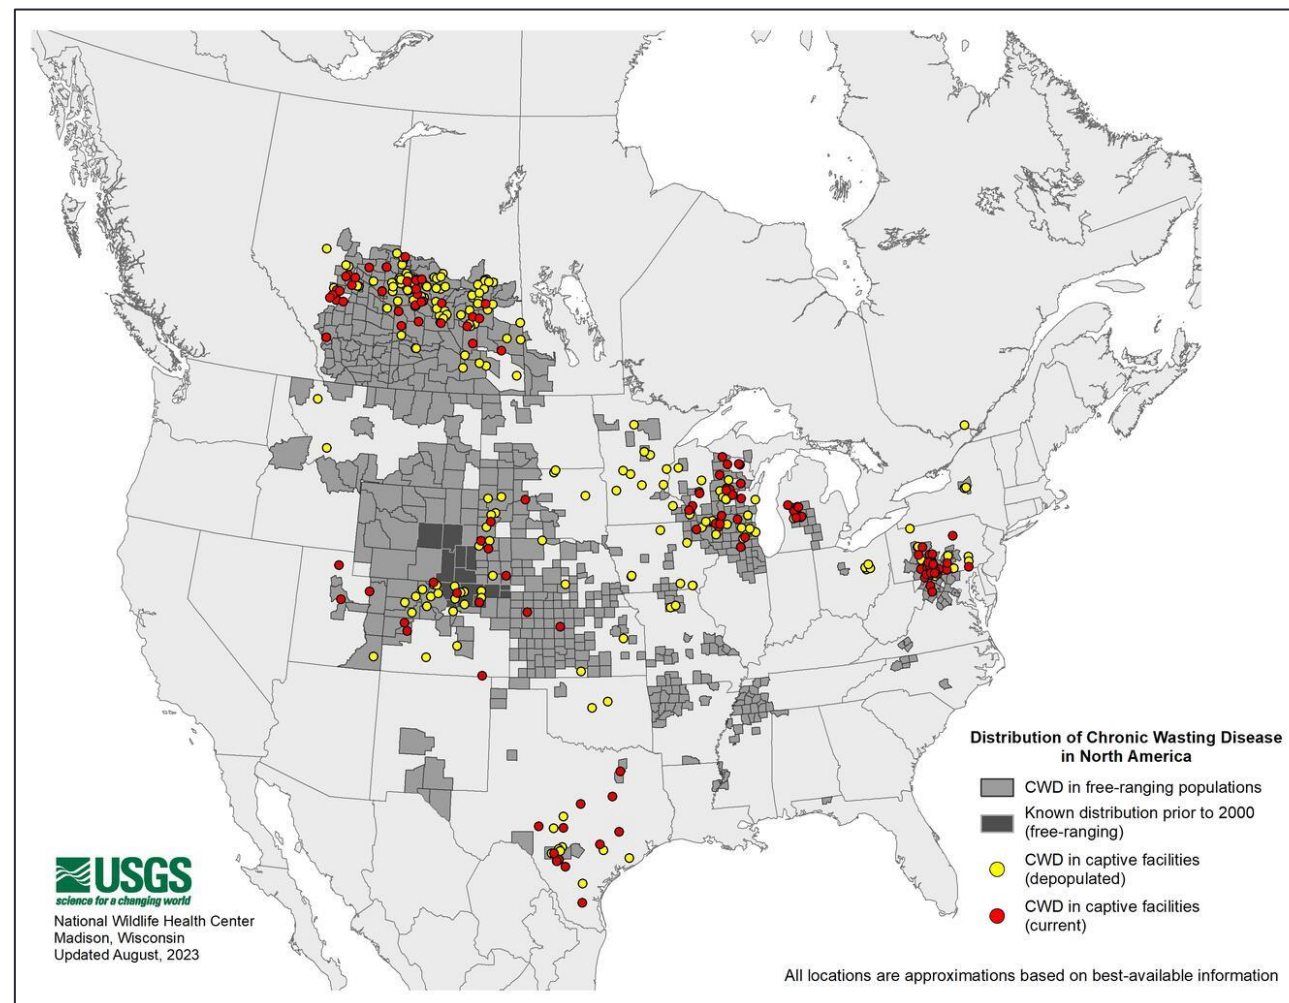 Distribution of Chronic Wasting Disease
in North America
CWD in free-ranging populations
Known distribution prior to 2000
(free-ranging)
CWD in captive facilities
(depopulated)
CWD in captive facilities
(current)
USGS
science for a changing world
National Wildlife Health Center
Madison, Wisconsin
Updated August, 2023
All locations are approximations based on best-available information